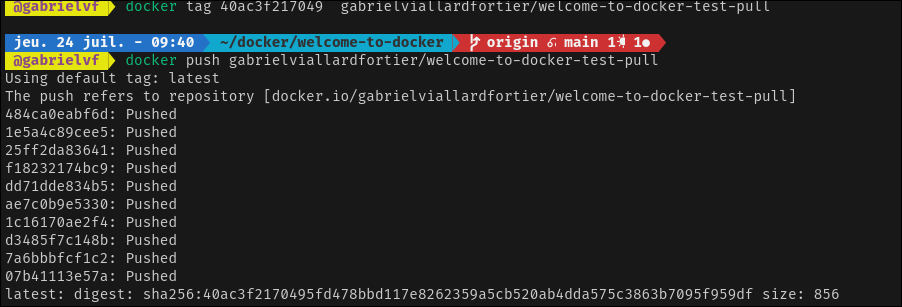 @gabrielvf docker tag 40ac3f217049  gabrielviallardfortier/welcome-to-docker-test-pull
jeu. 24 juil. - 09:40 ~/docker/welcome-to-docker origin main 1 1●
@gabrielvf docker push gabrielviallardfortier/welcome-to-docker-test-pull
Using default tag: latest
The push refers to repository [docker.io/gabrielviallardfortier/welcome-to-docker-test-pull]
484ca0eabf6d: Pushed
1e5a4c89cee5: Pushed
25ff2da83641: Pushed
f18232174bc9: Pushed
dd71dde834b5: Pushed
ae7c0b9e5330: Pushed
1c16170ae2f4: Pushed
d3485f7c148b: Pushed
7a6bbbfcf1c2: Pushed
07b41113e57a: Pushed
latest: digest: sha256:40ac3f2170495fd478bbd117e8262359a5cb520ab4dda575c3863b7095f959df size: 856